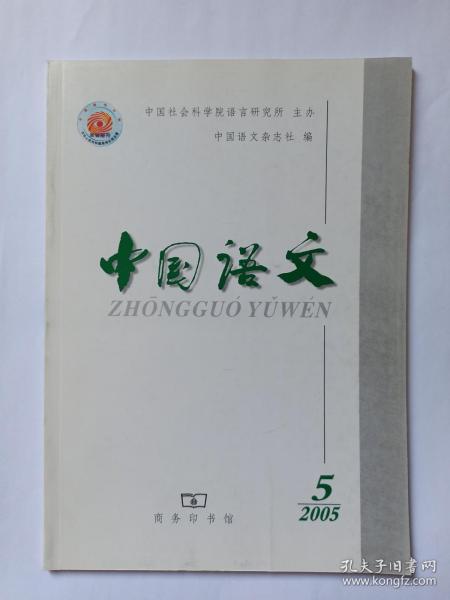 中国社会科学院语言研究所 主办
中国语文杂志社 编
中国语文
ZHŌNGGUÓ YǓWÉN
5
2005
商务印书馆
孔夫子旧书网
www.kongfz.com